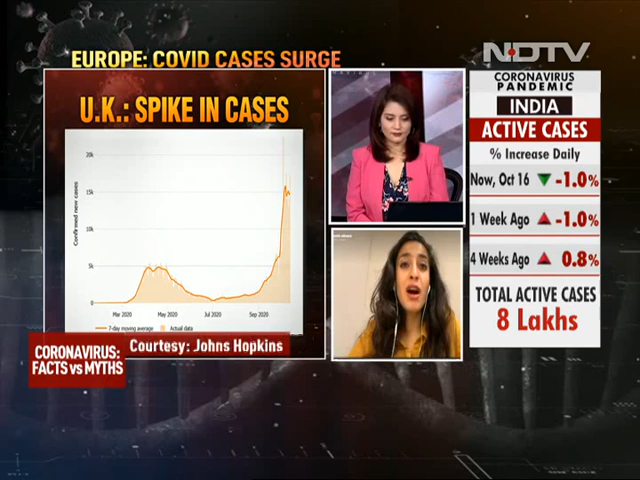 EUROPE: COVID CASES SURGE
NDTV
U.K.: SPIKE IN CASES
Confirmed new cases
20k
15k
10k
5k
0
Mar 2020
May 2020
Jul 2020
Sep 2020
7-day moving average
Actual data
Courtesy: Johns Hopkins
CORONAVIRUS:
FACTS vs MYTHS
CORONAVIRUS
PANDEMIC
INDIA
ACTIVE CASES
% Increase Daily
Now, Oct 16 -1.0%
1 Week Ago -1.0%
4 Weeks Ago 0.8%
TOTAL ACTIVE CASES
8 Lakhs